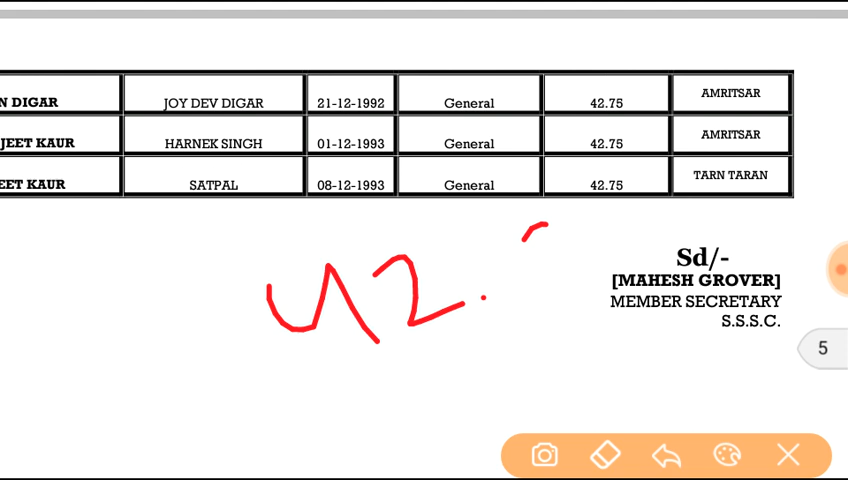 N DIGAR JOY DEV DIGAR 21-12-1992 General 42.75 AMRITSAR
JEET KAUR HARNEK SINGH 01-12-1993 General 42.75 AMRITSAR
EET KAUR SATPAL 08-12-1993 General 42.75 TARN TARAN
42.
Sd/-
[MAHESH GROVER]
MEMBER SECRETARY
S.S.S.C.
5